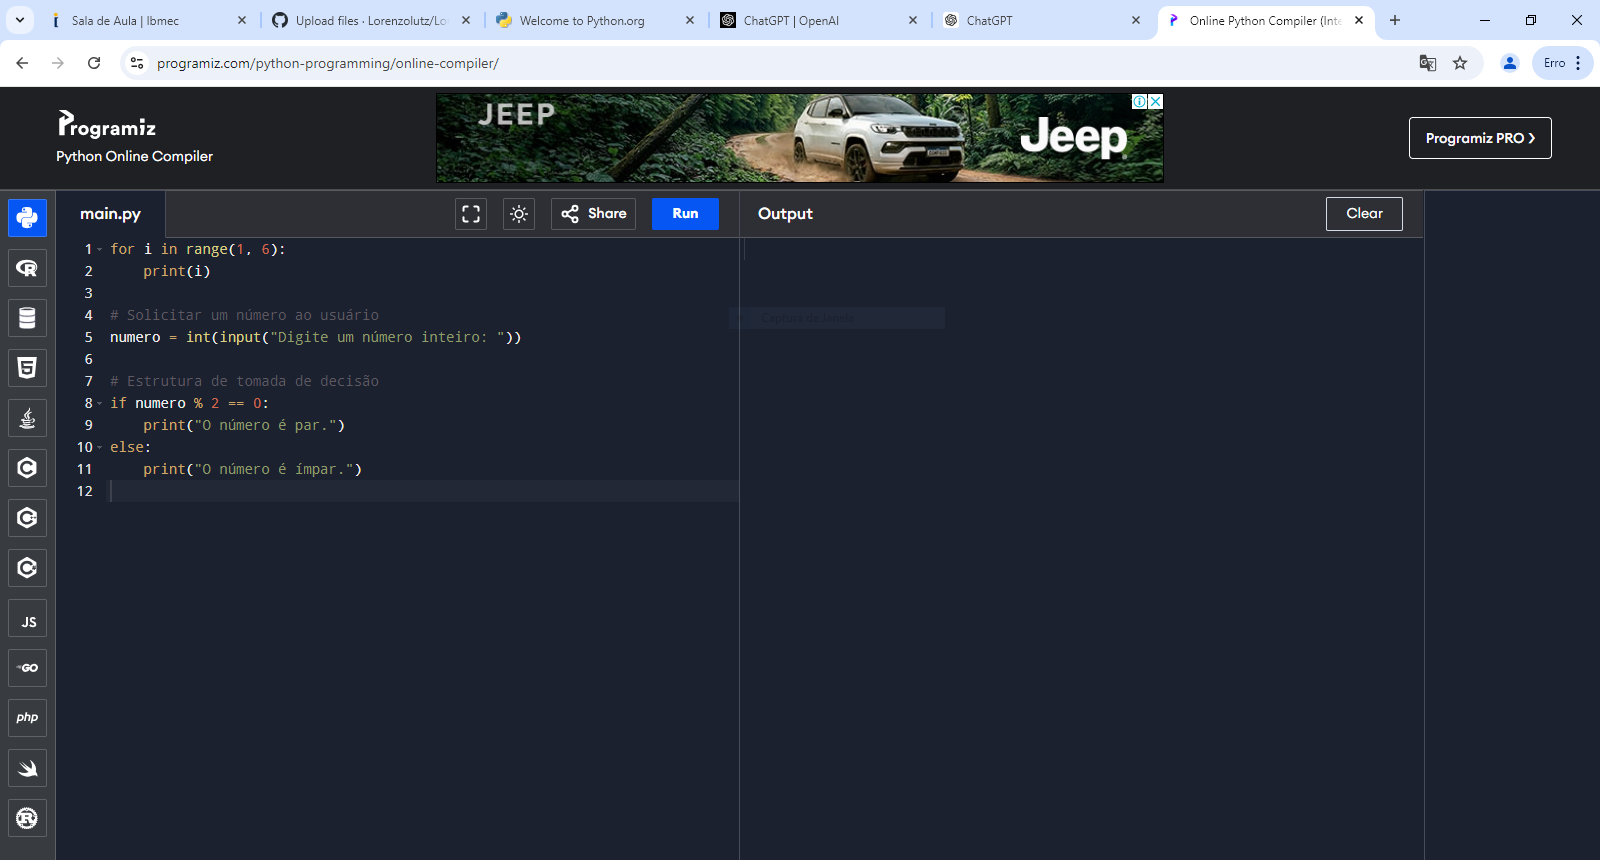 Sala de Aula | Ibmec
Upload files · Lorenzolutz/Lo
Welcome to Python.org
ChatGPT | OpenAI
ChatGPT
Online Python Compiler (Inte
programiz.com/python-programming/online-compiler/
Erro
Programiz
Python Online Compiler
JEEP
Jeep
Programiz PRO ❯
main.py
Share
Run
Output
Clear
1 for i in range(1, 6):
2     print(i)
3
4 # Solicitar um número ao usuário
5 numero = int(input("Digite um número inteiro: "))
6
7 # Estrutura de tomada de decisão
8 if numero % 2 == 0:
9     print("O número é par.")
10 else:
11     print("O número é ímpar.")
12
Captura de Janela
JS
GO
php